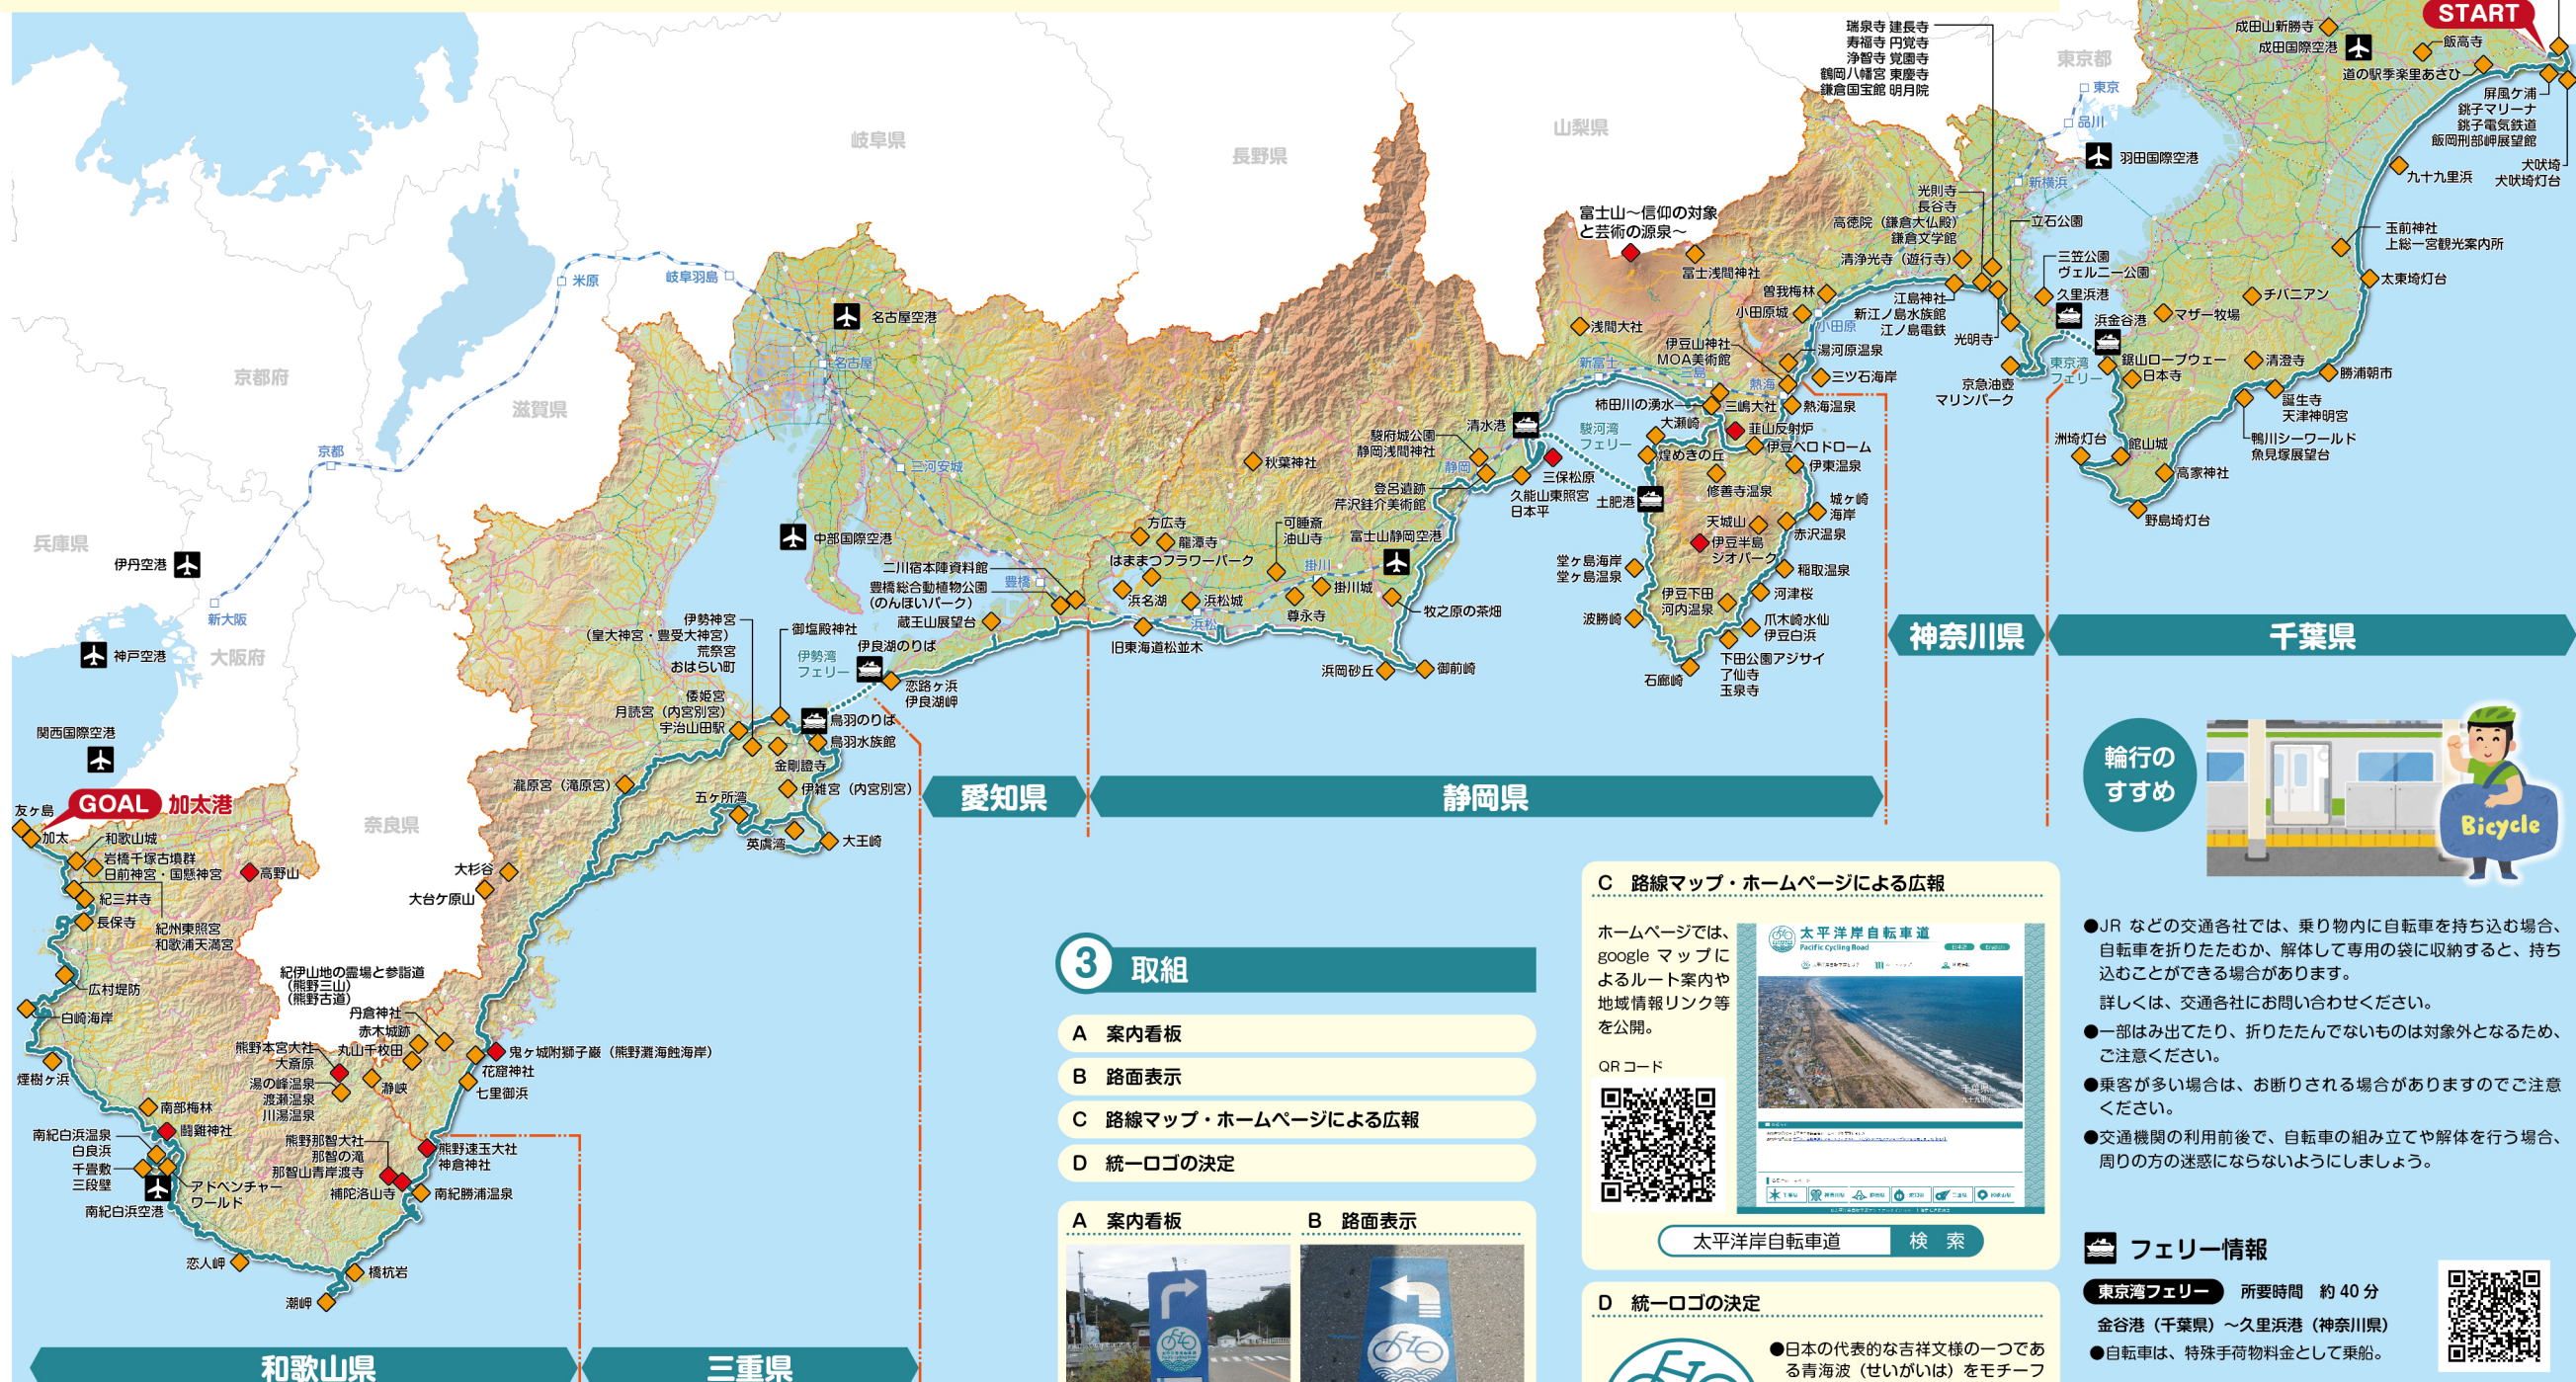 START
瑞泉寺 建長寺
寿福寺 円覚寺
浄智寺 覚園寺
鶴岡八幡宮 東慶寺
鎌倉国宝館 明月院
東京都
東京
品川
羽田国際空港
新横浜
成田山新勝寺
成田国際空港
飯高寺
道の駅季楽里あさひ
屏風ケ浦
銚子マリーナ
銚子電気鉄道
飯岡刑部岬展望館
犬吠埼
犬吠埼灯台
九十九里浜
玉前神社
上総一宮観光案内所
太東埼灯台
チバニアン
マザー牧場
清澄寺
勝浦朝市
誕生寺
天津神明宮
鴨川シーワールド
魚見塚展望台
高家神社
野島埼灯台
館山城
洲埼灯台
鋸山ロープウェー
日本寺
浜金谷港
東京湾
フェリー
久里浜港
三笠公園
ヴェルニー公園
立石公園
京急油壺
マリンパーク
光明寺
光則寺
長谷寺
高徳院（鎌倉大仏殿）
鎌倉文学館
清浄光寺（遊行寺）
江島神社
新江ノ島水族館
江ノ島電鉄
曽我梅林
小田原城
小田原
湯河原温泉
三ツ石海岸
伊豆山神社
MOA美術館
熱海
熱海温泉
山梨県
長野県
岐阜県
富士山～信仰の対象
と芸術の源泉～
冨士浅間神社
浅間大社
新富士
三島
柿田川の湧水
三嶋大社
大瀬崎
韮山反射炉
伊豆ベロドローム
煌めきの丘
伊東温泉
修善寺温泉
城ヶ崎
海岸
天城山
赤沢温泉
伊豆半島
ジオパーク
稲取温泉
伊豆下田
河内温泉
河津桜
爪木崎水仙
伊豆白浜
下田公園アジサイ
了仙寺
玉泉寺
石廊崎
波勝崎
堂ヶ島海岸
堂ヶ島温泉
土肥港
駿河湾
フェリー
清水港
三保松原
駿府城公園
静岡浅間神社
静岡
登呂遺跡
芹沢銈介美術館
久能山東照宮
日本平
富士山静岡空港
秋葉神社
可睡斎
油山寺
掛川
掛川城
尊永寺
牧之原の茶畑
御前崎
浜岡砂丘
方広寺
龍潭寺
はままつフラワーパーク
浜名湖
浜松城
浜松
旧東海道松並木
二川宿本陣資料館
豊橋総合動植物公園
（のんほいパーク）
豊橋
蔵王山展望台
伊良湖のりば
恋路ヶ浜
伊良湖岬
伊勢湾
フェリー
中部国際空港
三河安城
名古屋
名古屋空港
岐阜羽島
米原
滋賀県
京都府
京都
兵庫県
伊丹空港
新大阪
大阪府
神戸空港
関西国際空港
奈良県
御塩殿神社
伊勢神宮
（皇大神宮・豊受大神宮）
荒祭宮
おはらい町
倭姫宮
月読宮（内宮別宮）
宇治山田駅
鳥羽のりば
鳥羽水族館
金剛證寺
伊雑宮（内宮別宮）
瀧原宮（滝原宮）
五ヶ所湾
英虞湾
大王崎
大杉谷
大台ケ原山
GOAL 加太港
友ヶ島
加太
和歌山城
岩橋千塚古墳群
日前神宮・国懸神宮
高野山
紀三井寺
長保寺
紀州東照宮
和歌浦天満宮
広村堤防
白崎海岸
煙樹ヶ浜
紀伊山地の霊場と参詣道
（熊野三山）
（熊野古道）
丹倉神社
赤木城跡
丸山千枚田
熊野本宮大社
大斎原
湯の峰温泉
渡瀬温泉
川湯温泉
瀞峡
鬼ヶ城附獅子巖（熊野灘海蝕海岸）
花窟神社
七里御浜
南部梅林
闘雞神社
南紀白浜温泉
白良浜
千畳敷
三段壁
アドベンチャー
ワールド
南紀白浜空港
熊野那智大社
那智の滝
那智山青岸渡寺
補陀洛山寺
熊野速玉大社
神倉神社
南紀勝浦温泉
恋人岬
橋杭岩
潮岬
和歌山県
三重県
愛知県
静岡県
神奈川県
千葉県
3 取組
A 案内看板
B 路面表示
C 路線マップ・ホームページによる広報
D 統一ロゴの決定
A 案内看板
B 路面表示
C 路線マップ・ホームページによる広報
ホームページでは、
google マップに
よるルート案内や
地域情報リンク等
を公開。
QRコード
太平洋岸自転車道
Pacific Cycling Road
太平洋岸自転車道
検 索
D 統一ロゴの決定
●日本の代表的な吉祥文様の一つであ
る青海波（せいがいは）をモチーフ
輪行の
すすめ
Bicycle
●JR などの交通各社では、乗り物内に自転車を持ち込む場合、
自転車を折りたたむか、解体して専用の袋に収納すると、持ち
込むことができる場合があります。
詳しくは、交通各社にお問い合わせください。
●一部はみ出てたり、折りたたんでないものは対象外となるため、
ご注意ください。
●乗客が多い場合は、お断りされる場合がありますのでご注意
ください。
●交通機関の利用前後で、自転車の組み立てや解体を行う場合、
周りの方の迷惑にならないようにしましょう。
フェリー情報
東京湾フェリー 所要時間 約 40 分
金谷港（千葉県）～久里浜港（神奈川県）
●自転車は、特殊手荷物料金として乗船。